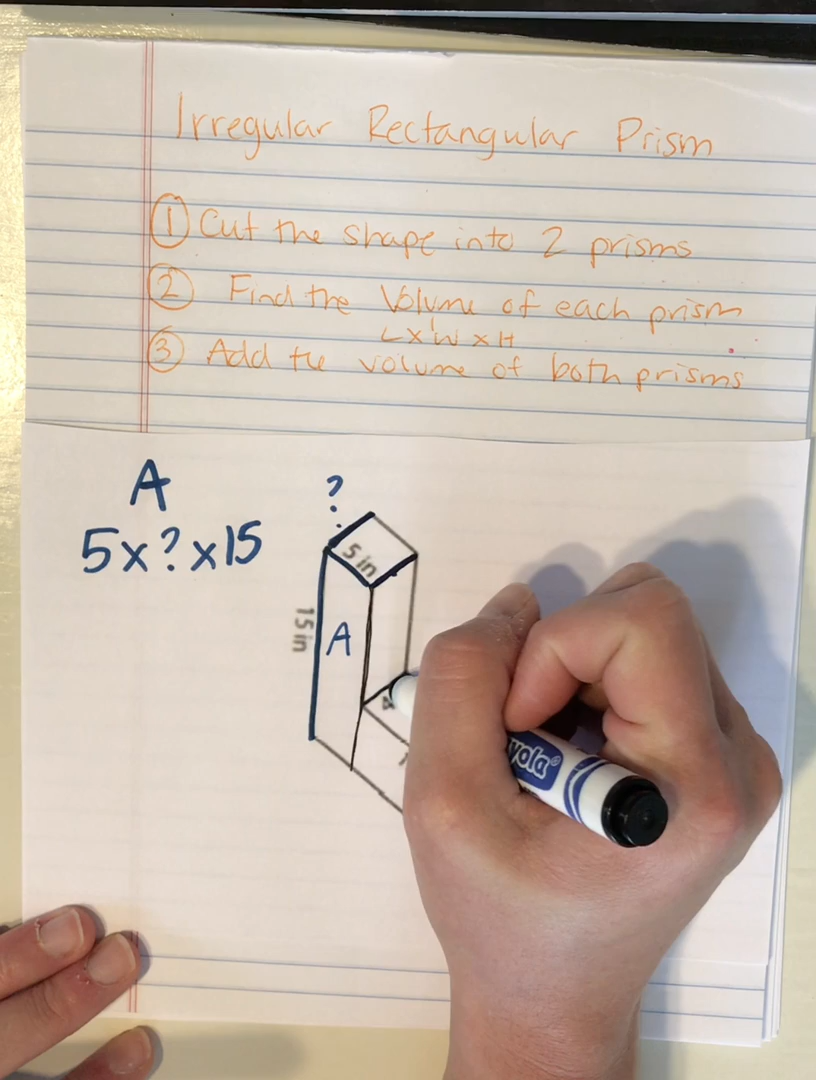 Irregular Rectangular Prism
① Cut the shape into 2 prisms
② Find the Volume of each prism
L x W x H
③ Add the volume of both prisms
A
5 x ? x 15
?
5 in
15 in
A
yola®